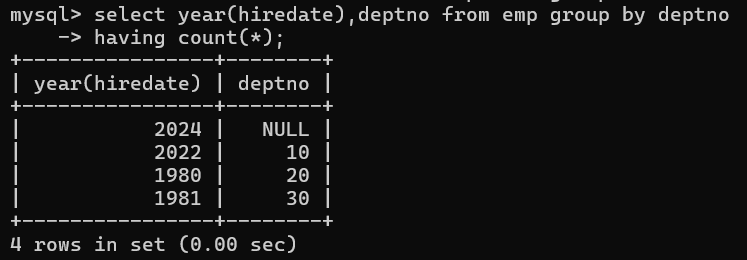 mysql> select year(hiredate),deptno from emp group by deptno
    -> having count(*);
+----------------+--------+
| year(hiredate) | deptno |
+----------------+--------+
|           2024 |   NULL |
|           2022 |     10 |
|           1980 |     20 |
|           1981 |     30 |
+----------------+--------+
4 rows in set (0.00 sec)